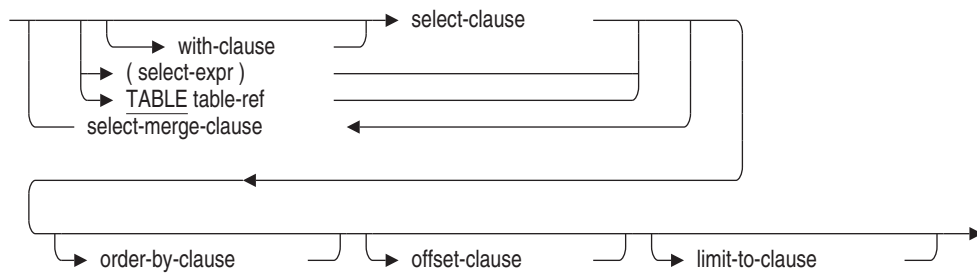 select-clause
with-clause
( select-expr )
TABLE table-ref
select-merge-clause
order-by-clause offset-clause limit-to-clause